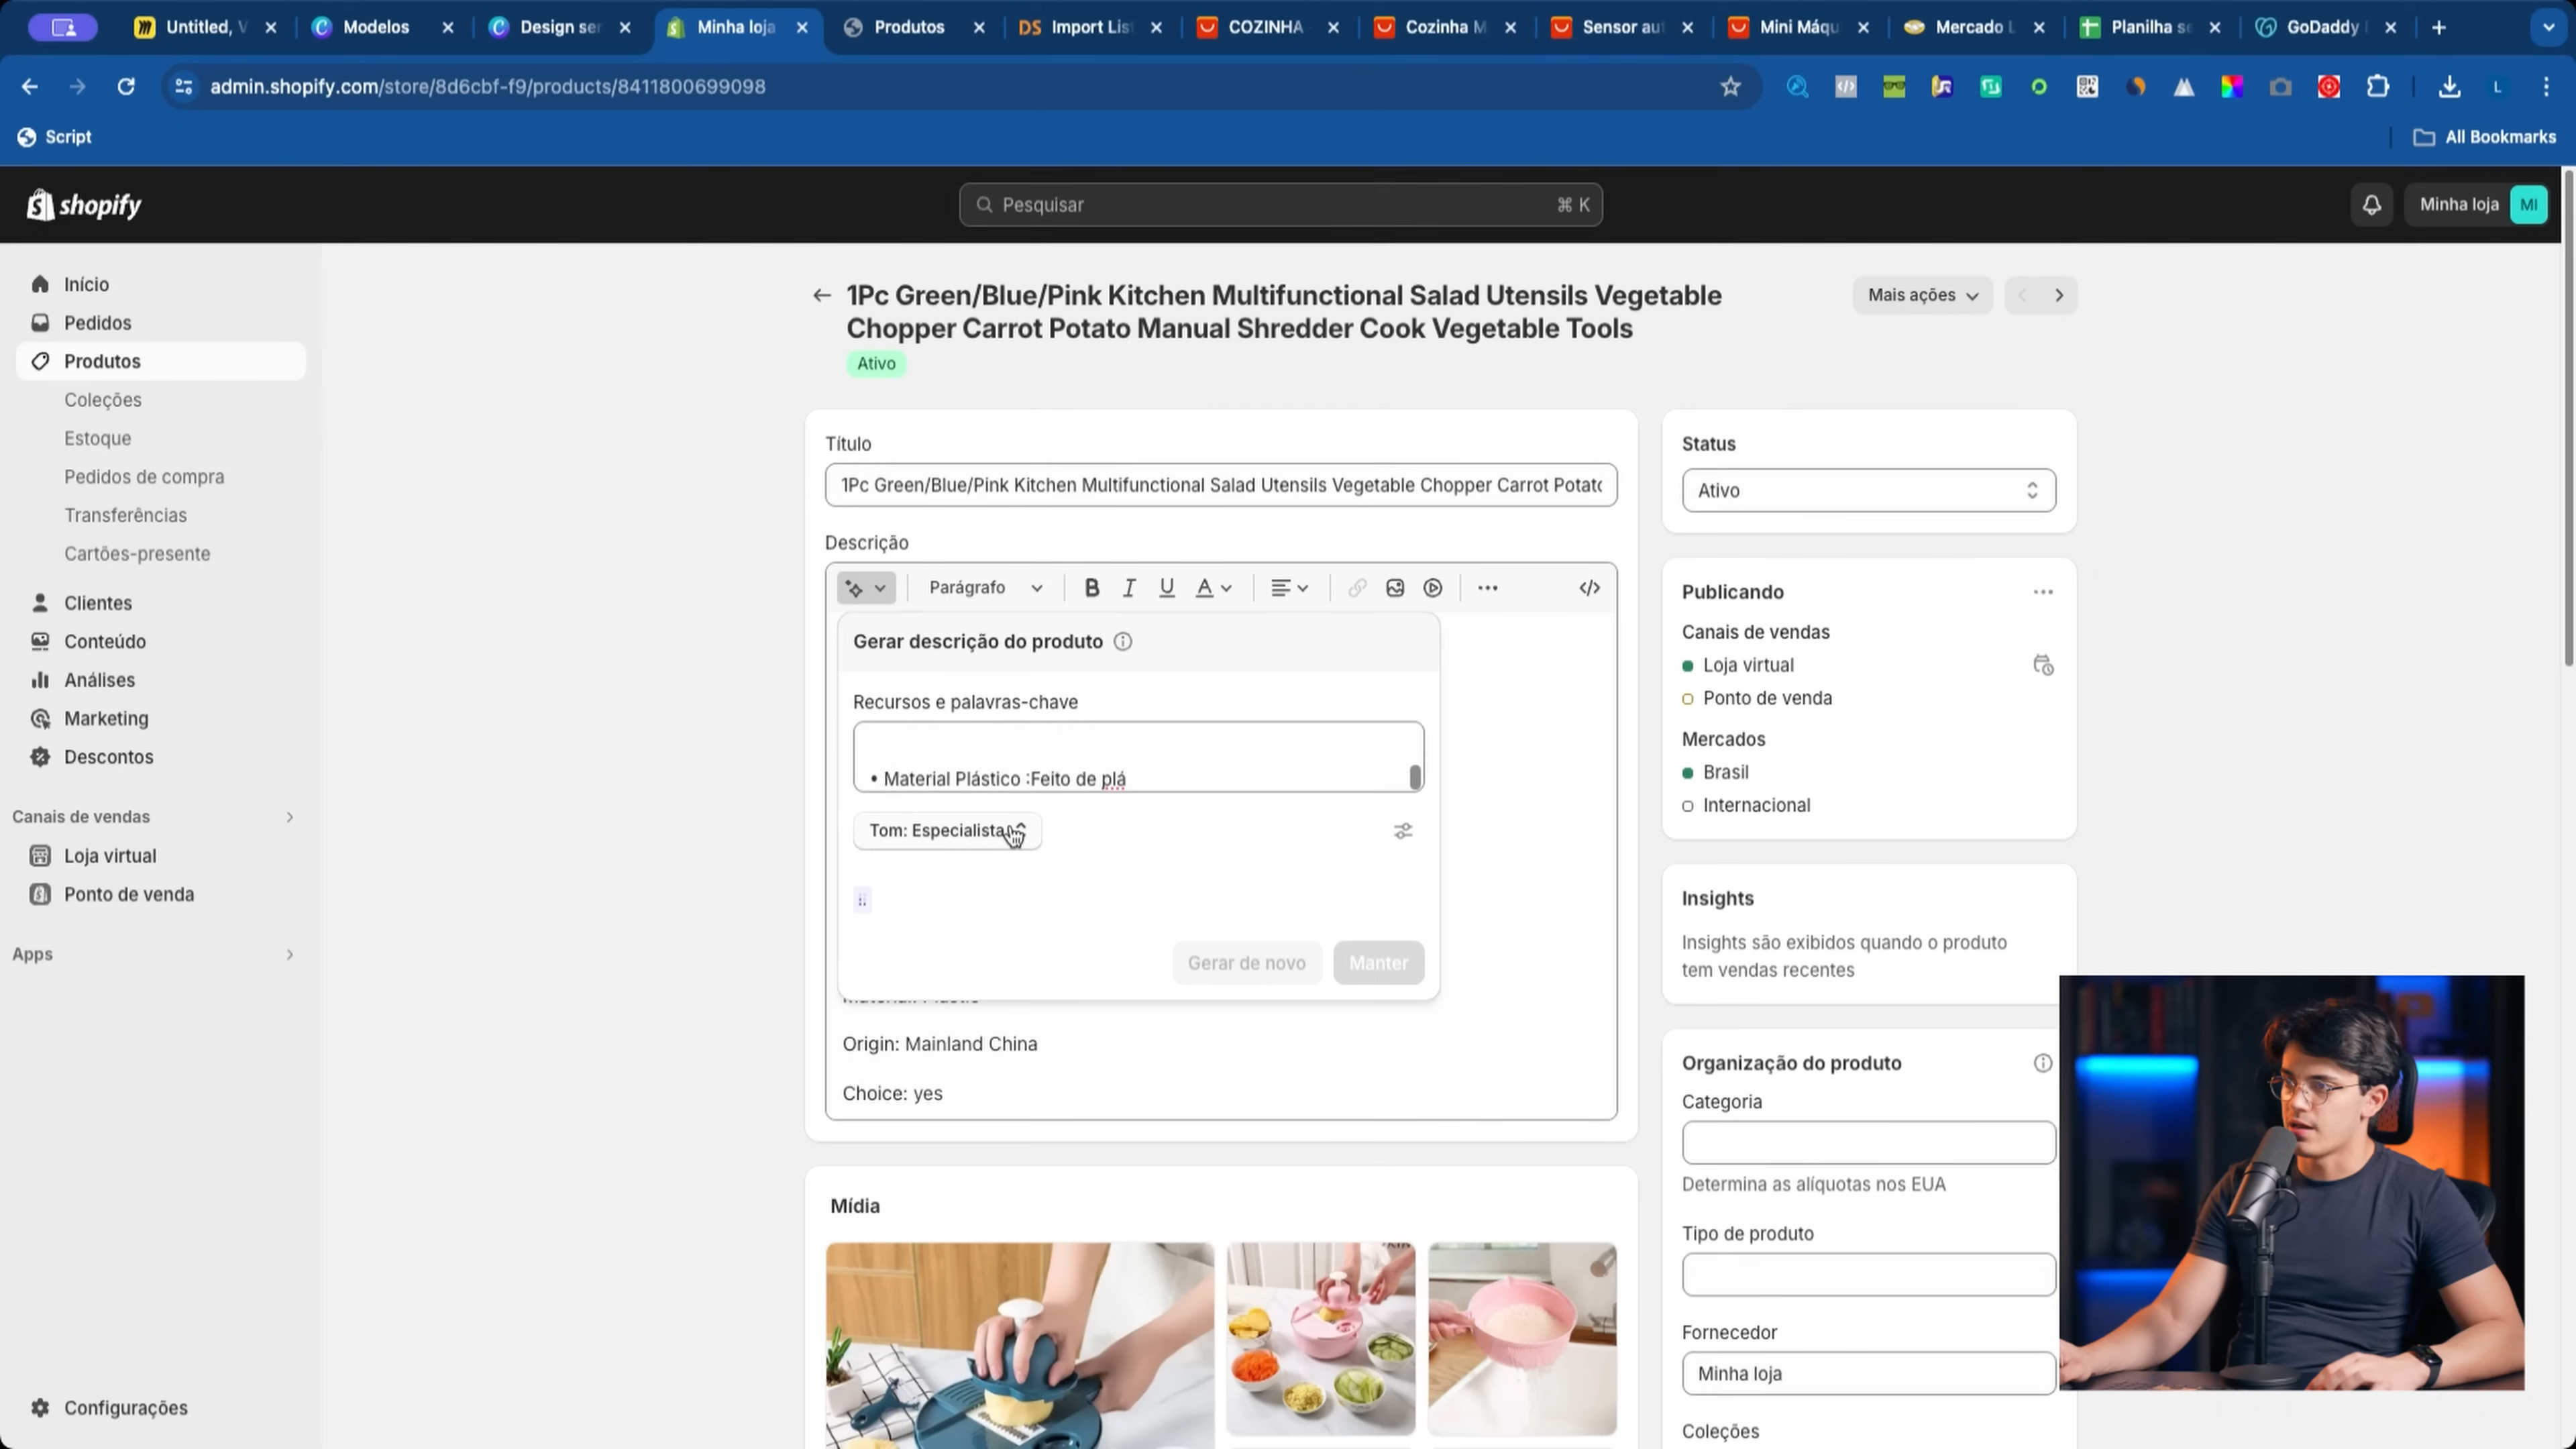 Untitled, V
Modelos
Design ser
Minha loja
Produtos
DS Import Lis
COZINHA
Cozinha M
Sensor aut
Mini Máqu
Mercado L
Planilha se
GoDaddy
admin.shopify.com/store/8d6cbf-f9/products/8411800699098
L
Script
All Bookmarks
shopify
Pesquisar
⌘ K
Minha loja
MI
Início
Pedidos
Produtos
Coleções
Estoque
Pedidos de compra
Transferências
Cartões-presente
Clientes
Conteúdo
Análises
Marketing
Descontos
Canais de vendas
Loja virtual
Ponto de venda
Apps
Configurações
1Pc Green/Blue/Pink Kitchen Multifunctional Salad Utensils Vegetable
Chopper Carrot Potato Manual Shredder Cook Vegetable Tools
Ativo
Mais ações
Título
1Pc Green/Blue/Pink Kitchen Multifunctional Salad Utensils Vegetable Chopper Carrot Potato
Descrição
Parágrafo
B I U A
Gerar descrição do produto
Recursos e palavras-chave
• Material Plástico :Feito de plá
Tom: Especialista
Gerar de novo
Manter
Origin: Mainland China
Choice: yes
Mídia
Status
Ativo
Publicando
Canais de vendas
Loja virtual
Ponto de venda
Mercados
Brasil
Internacional
Insights
Insights são exibidos quando o produto
tem vendas recentes
Organização do produto
Categoria
Determina as alíquotas nos EUA
Tipo de produto
Fornecedor
Minha loja
Coleções